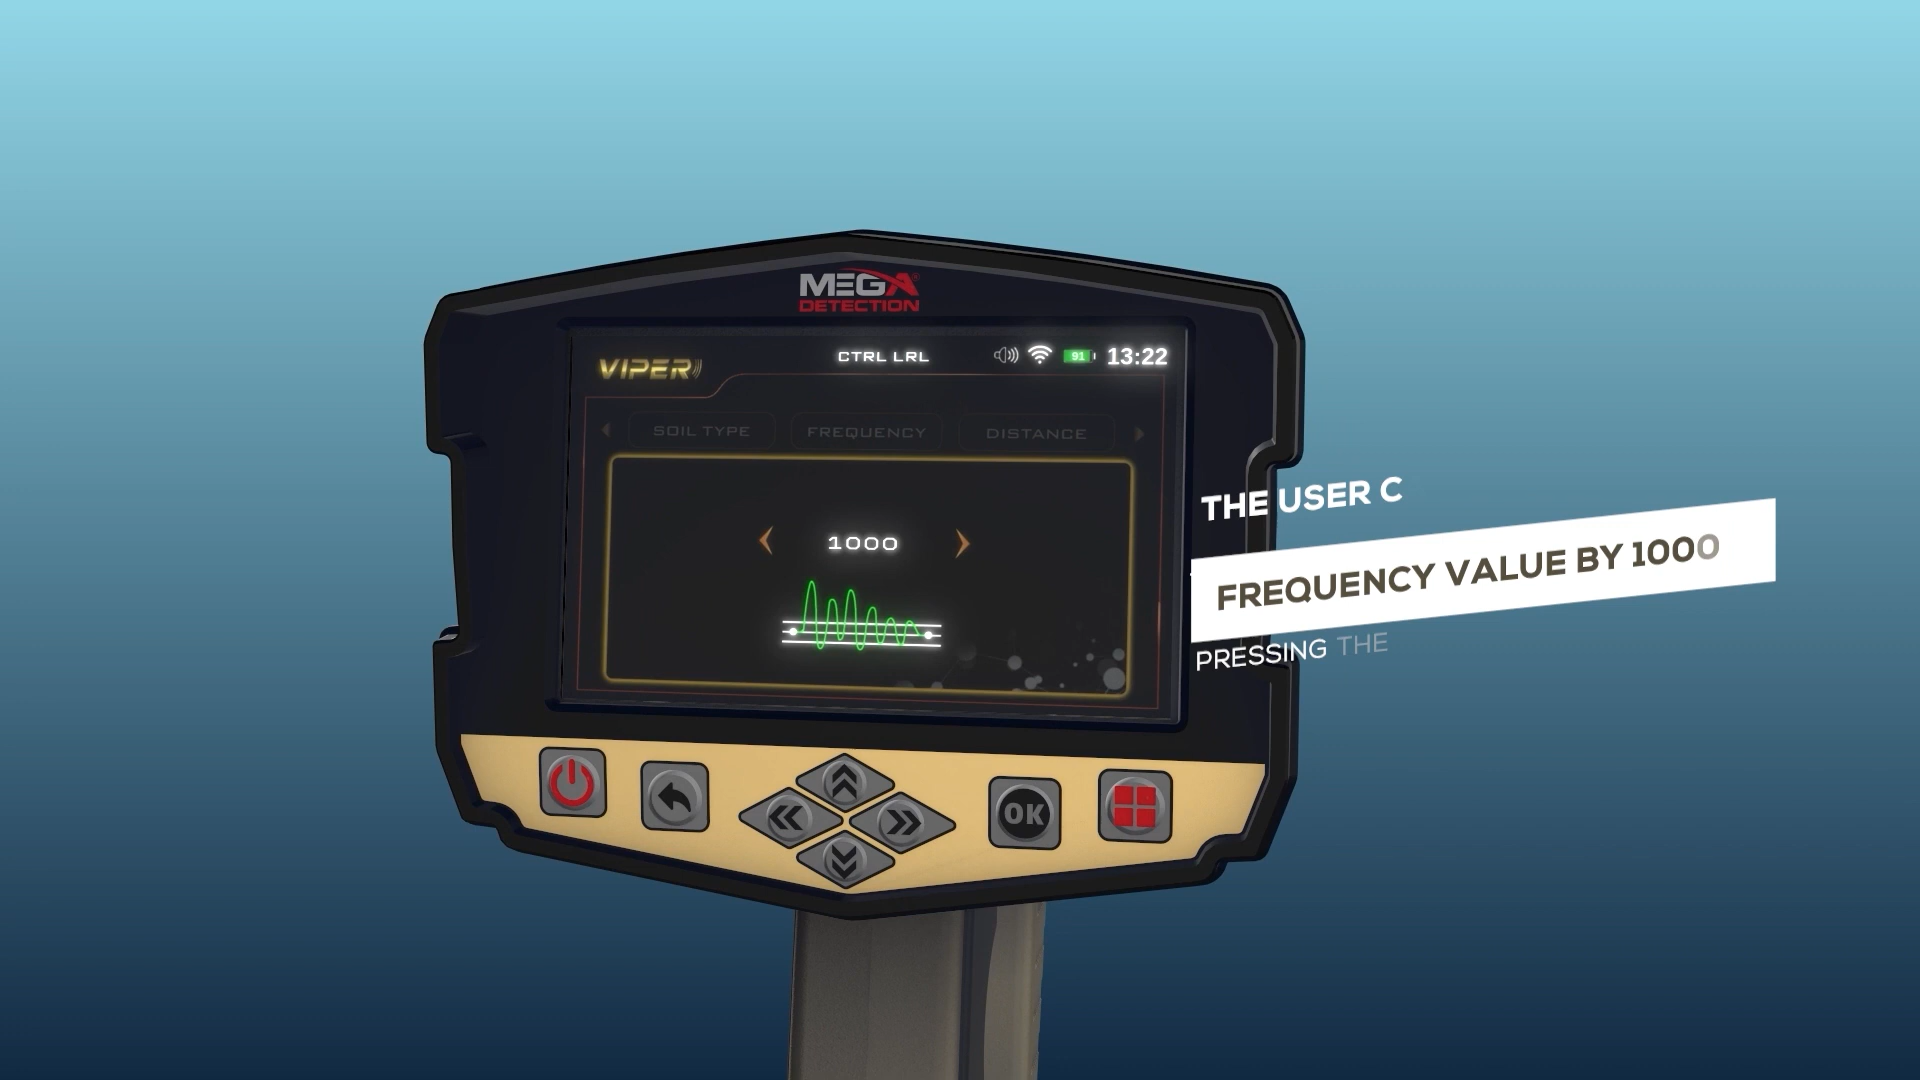 MEGA
DETECTION
VIPER
CTRL LRL
91
13:22
SOIL TYPE
FREQUENCY
DISTANCE
1000
THE USER C
FREQUENCY VALUE BY 1000
PRESSING THE
OK